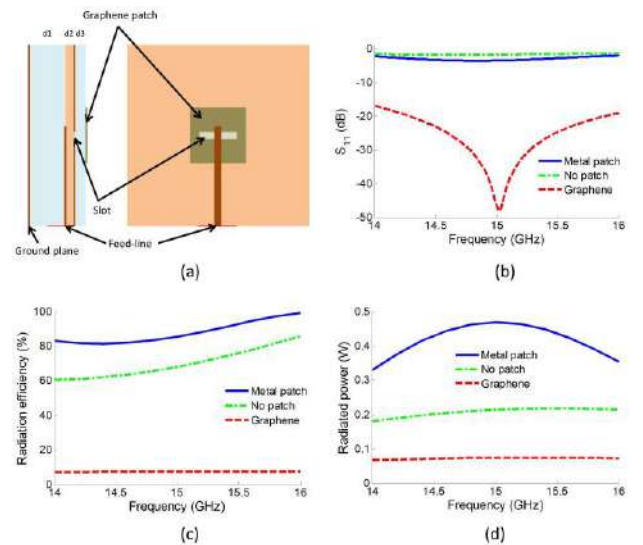 Graphene patch
d1 d2 d3
Slot
Ground plane
Feed-line
(a)
0
-10
-20
-30
-40
-50
S11 (dB)
Metal patch
No patch
Graphene
14 14.5 15 15.5 16
Frequency (GHz)
(b)
100
80
60
40
20
0
Radiation efficiency (%)
Metal patch
No patch
Graphene
14 14.5 15 15.5 16
Frequency (GHz)
(c)
0.5
0.4
0.3
0.2
0.1
0
Radiated power (W)
Metal patch
No patch
Graphene
14 14.5 15 15.5 16
Frequency (GHz)
(d)